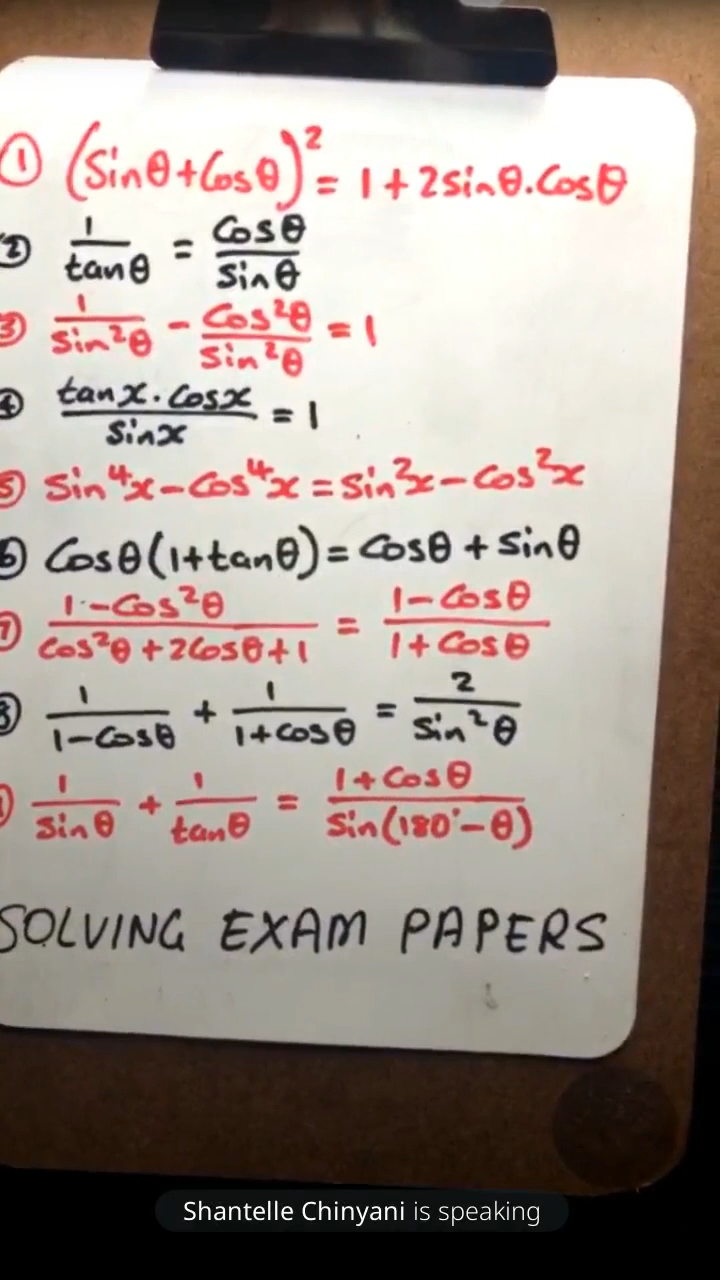 ① (Sinθ+Cosθ)² = 1+2sinθ.Cosθ
② 1/tanθ = Cosθ/Sinθ
③ 1/Sin²θ - Cos²θ/Sin²θ = 1
④ tanx.Cosx/Sinx = 1
⑤ Sin⁴x-Cos⁴x = Sin²x-Cos²x
⑥ Cosθ(1+tanθ) = Cosθ + Sinθ
⑦ 1-Cos²θ/Cos²θ+2Cosθ+1 = 1-Cosθ/1+Cosθ
⑧ 1/1-Cosθ + 1/1+Cosθ = 2/Sin²θ
1/Sinθ + 1/tanθ = 1+Cosθ/Sin(180°-θ)
SOLVING EXAM PAPERS
Shantelle Chinyani is speaking